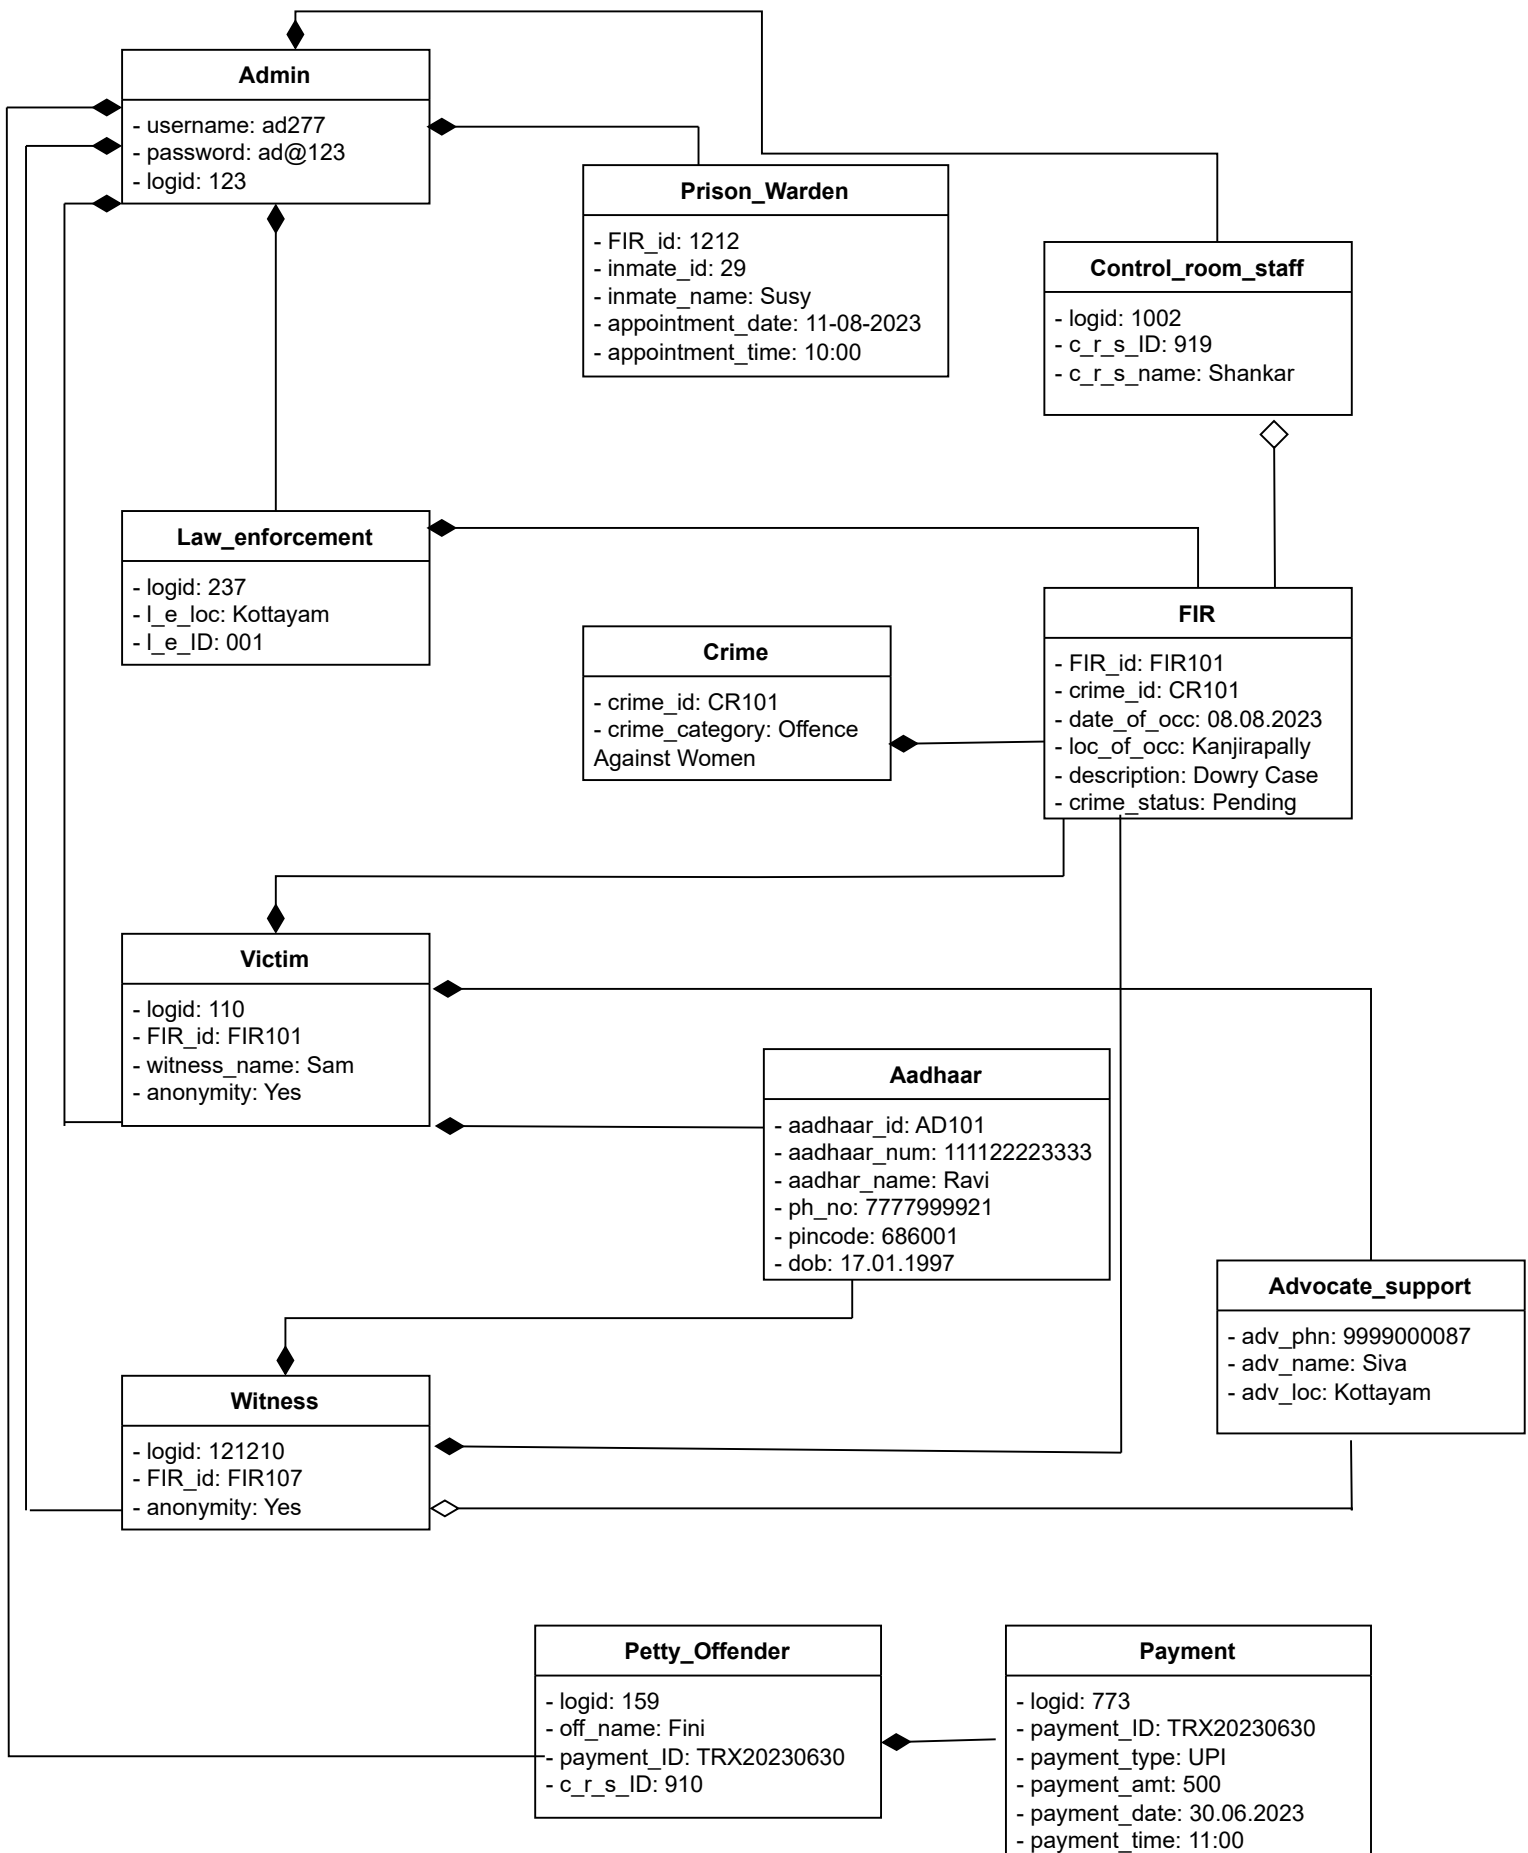 Admin
- username: ad277
- password: ad@123
- logid: 123
Prison_Warden
- FIR_id: 1212
- inmate_id: 29
- inmate_name: Susy
- appointment_date: 11-08-2023
- appointment_time: 10:00
Control_room_staff
- logid: 1002
- c_r_s_ID: 919
- c_r_s_name: Shankar
Law_enforcement
- logid: 237
- l_e_loc: Kottayam
- l_e_ID: 001
Crime
- crime_id: CR101
- crime_category: Offence
Against Women
FIR
- FIR_id: FIR101
- crime_id: CR101
- date_of_occ: 08.08.2023
- loc_of_occ: Kanjirapally
- description: Dowry Case
- crime_status: Pending
Victim
- logid: 110
- FIR_id: FIR101
- witness_name: Sam
- anonymity: Yes
Aadhaar
- aadhaar_id: AD101
- aadhaar_num: 111122223333
- aadhar_name: Ravi
- ph_no: 7777999921
- pincode: 686001
- dob: 17.01.1997
Advocate_support
- adv_phn: 9999000087
- adv_name: Siva
- adv_loc: Kottayam
Witness
- logid: 121210
- FIR_id: FIR107
- anonymity: Yes
Petty_Offender
- logid: 159
- off_name: Fini
- payment_ID: TRX20230630
- c_r_s_ID: 910
Payment
- logid: 773
- payment_ID: TRX20230630
- payment_type: UPI
- payment_amt: 500
- payment_date: 30.06.2023
- payment_time: 11:00